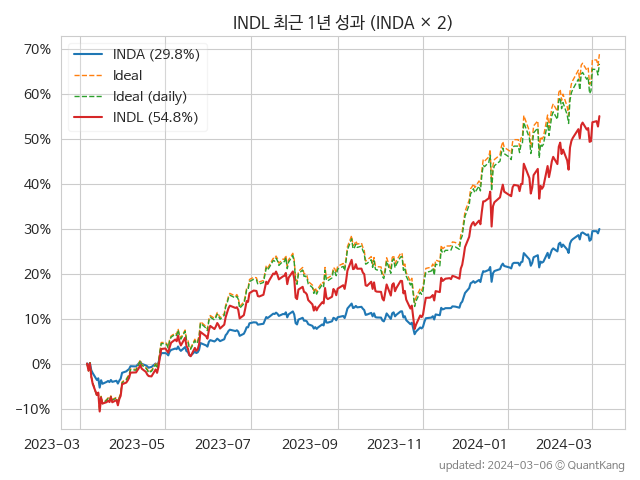 INDL 최근 1년 성과 (INDA × 2)
INDA (29.8%)
Ideal
Ideal (daily)
INDL (54.8%)
70%
60%
50%
40%
30%
20%
10%
0%
−10%
2023−03 2023−05 2023−07 2023−09 2023−11 2024−01 2024−03
updated: 2024-03-06 © QuantKang